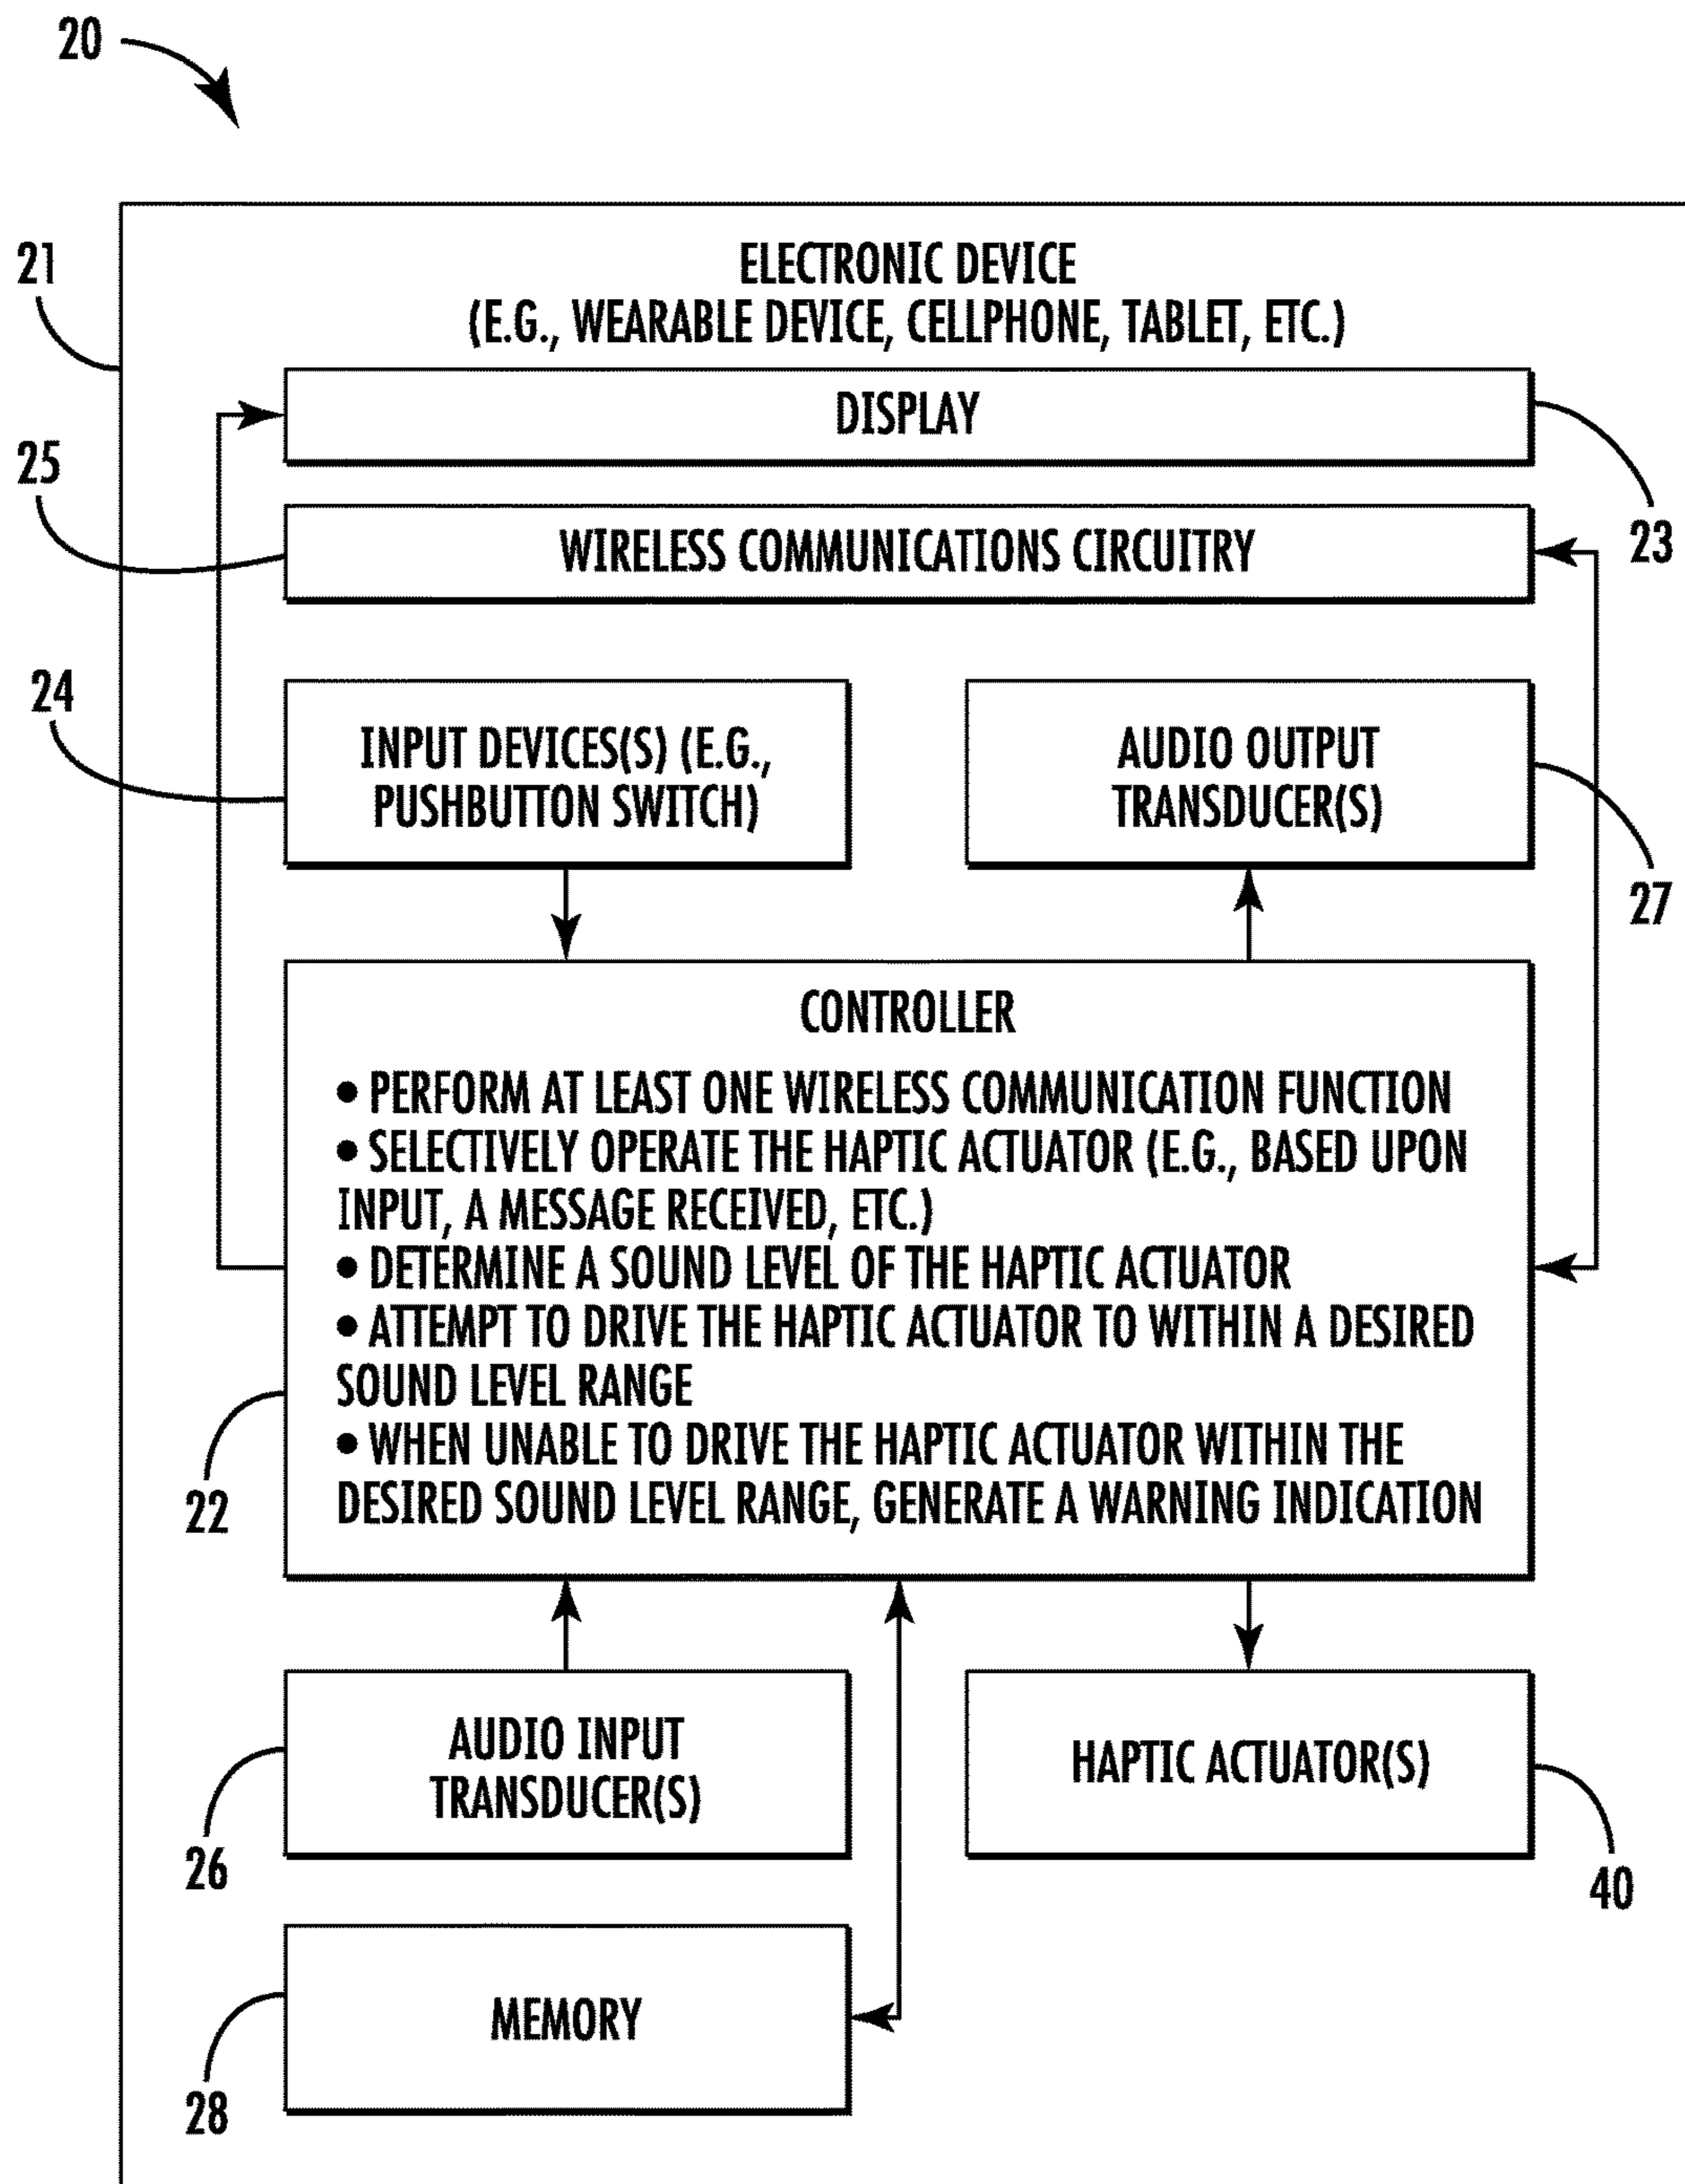 20
21
ELECTRONIC DEVICE
(E.G., WEARABLE DEVICE, CELLPHONE, TABLET, ETC.)
DISPLAY
25
23
WIRELESS COMMUNICATIONS CIRCUITRY
24
INPUT DEVICES(S) (E.G.,
PUSHBUTTON SWITCH)
AUDIO OUTPUT
TRANSDUCER(S)
27
CONTROLLER
• PERFORM AT LEAST ONE WIRELESS COMMUNICATION FUNCTION
• SELECTIVELY OPERATE THE HAPTIC ACTUATOR (E.G., BASED UPON
INPUT, A MESSAGE RECEIVED, ETC.)
• DETERMINE A SOUND LEVEL OF THE HAPTIC ACTUATOR
• ATTEMPT TO DRIVE THE HAPTIC ACTUATOR TO WITHIN A DESIRED
SOUND LEVEL RANGE
• WHEN UNABLE TO DRIVE THE HAPTIC ACTUATOR WITHIN THE
DESIRED SOUND LEVEL RANGE, GENERATE A WARNING INDICATION
22
AUDIO INPUT
TRANSDUCER(S)
HAPTIC ACTUATOR(S)
26
40
MEMORY
28